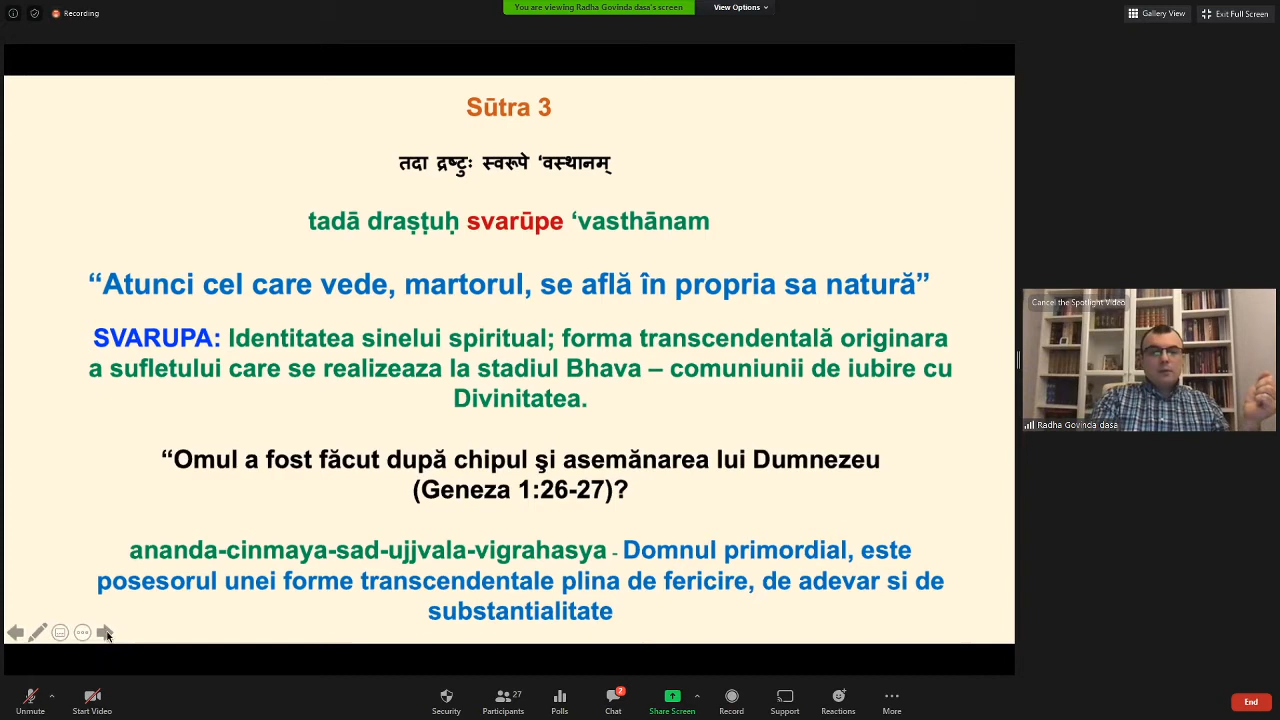 Recording
You are viewing Radha Govinda dasa's screen
View Options
Gallery View
Exit Full Screen
Sūtra 3
तदा द्रष्टुः स्वरूपे ‘वस्थानम्
tadā draṣṭuḥ svarūpe ‘vasthānam
“Atunci cel care vede, martorul, se află în propria sa natură”
SVARUPA: Identitatea sinelui spiritual; forma transcendentală originara
a sufletului care se realizeaza la stadiul Bhava – comuniunii de iubire cu
Divinitatea.
“Omul a fost făcut după chipul şi asemănarea lui Dumnezeu
(Geneza 1:26-27)?
ananda-cinmaya-sad-ujjvala-vigrahasya - Domnul primordial, este
posesorul unei forme transcendentale plina de fericire, de adevar si de
substantialitate
Cancel the Spotlight Video
Radha Govinda dasa
Unmute
Start Video
Security
Participants
27
Polls
Chat
2
Share Screen
Record
Support
Reactions
More
End